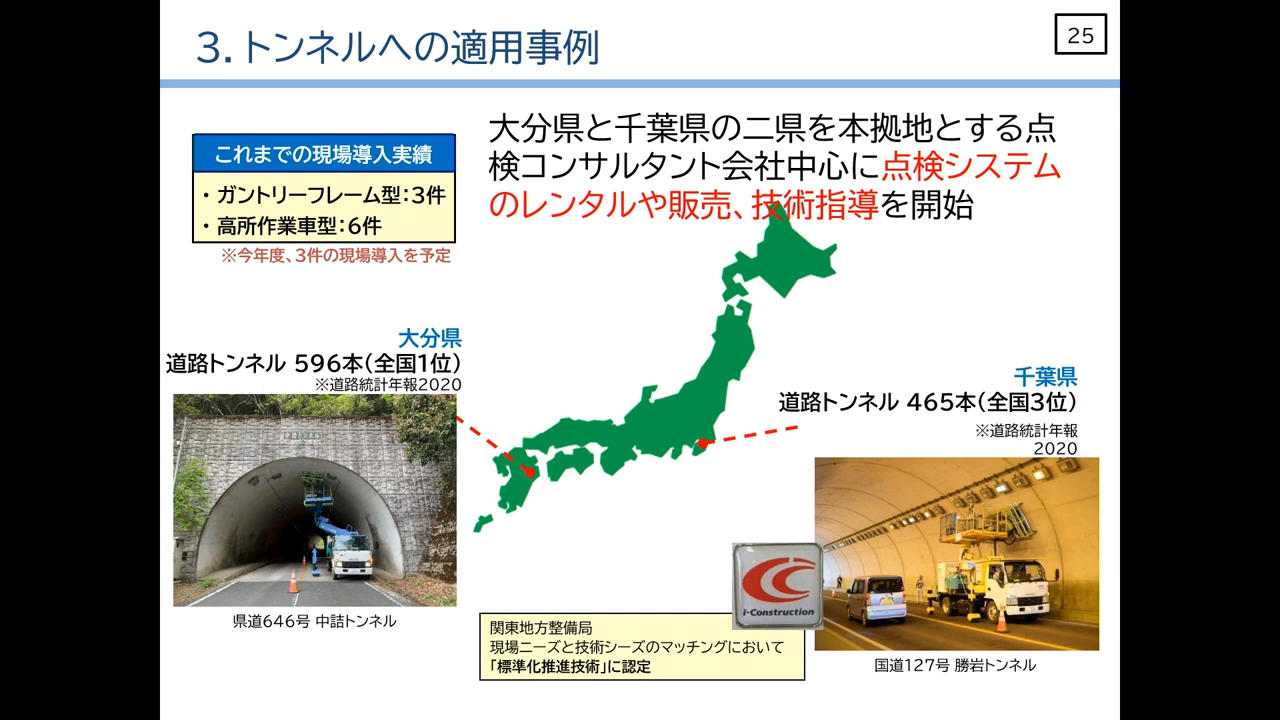 3．トンネルへの適用事例
25
これまでの現場導入実績
・ ガントリーフレーム型：3件
・ 高所作業車型：6件
※今年度、3件の現場導入を予定
大分県と千葉県の二県を本拠地とする点
検コンサルタント会社中心に点検システム
のレンタルや販売、技術指導を開始
大分県
道路トンネル 596本（全国1位）
※道路統計年報2020
県道646号 中詰トンネル
千葉県
道路トンネル 465本（全国3位）
※道路統計年報
2020
国道127号 勝岩トンネル
i-Construction
関東地方整備局
現場ニーズと技術シーズのマッチングにおいて
「標準化推進技術」に認定